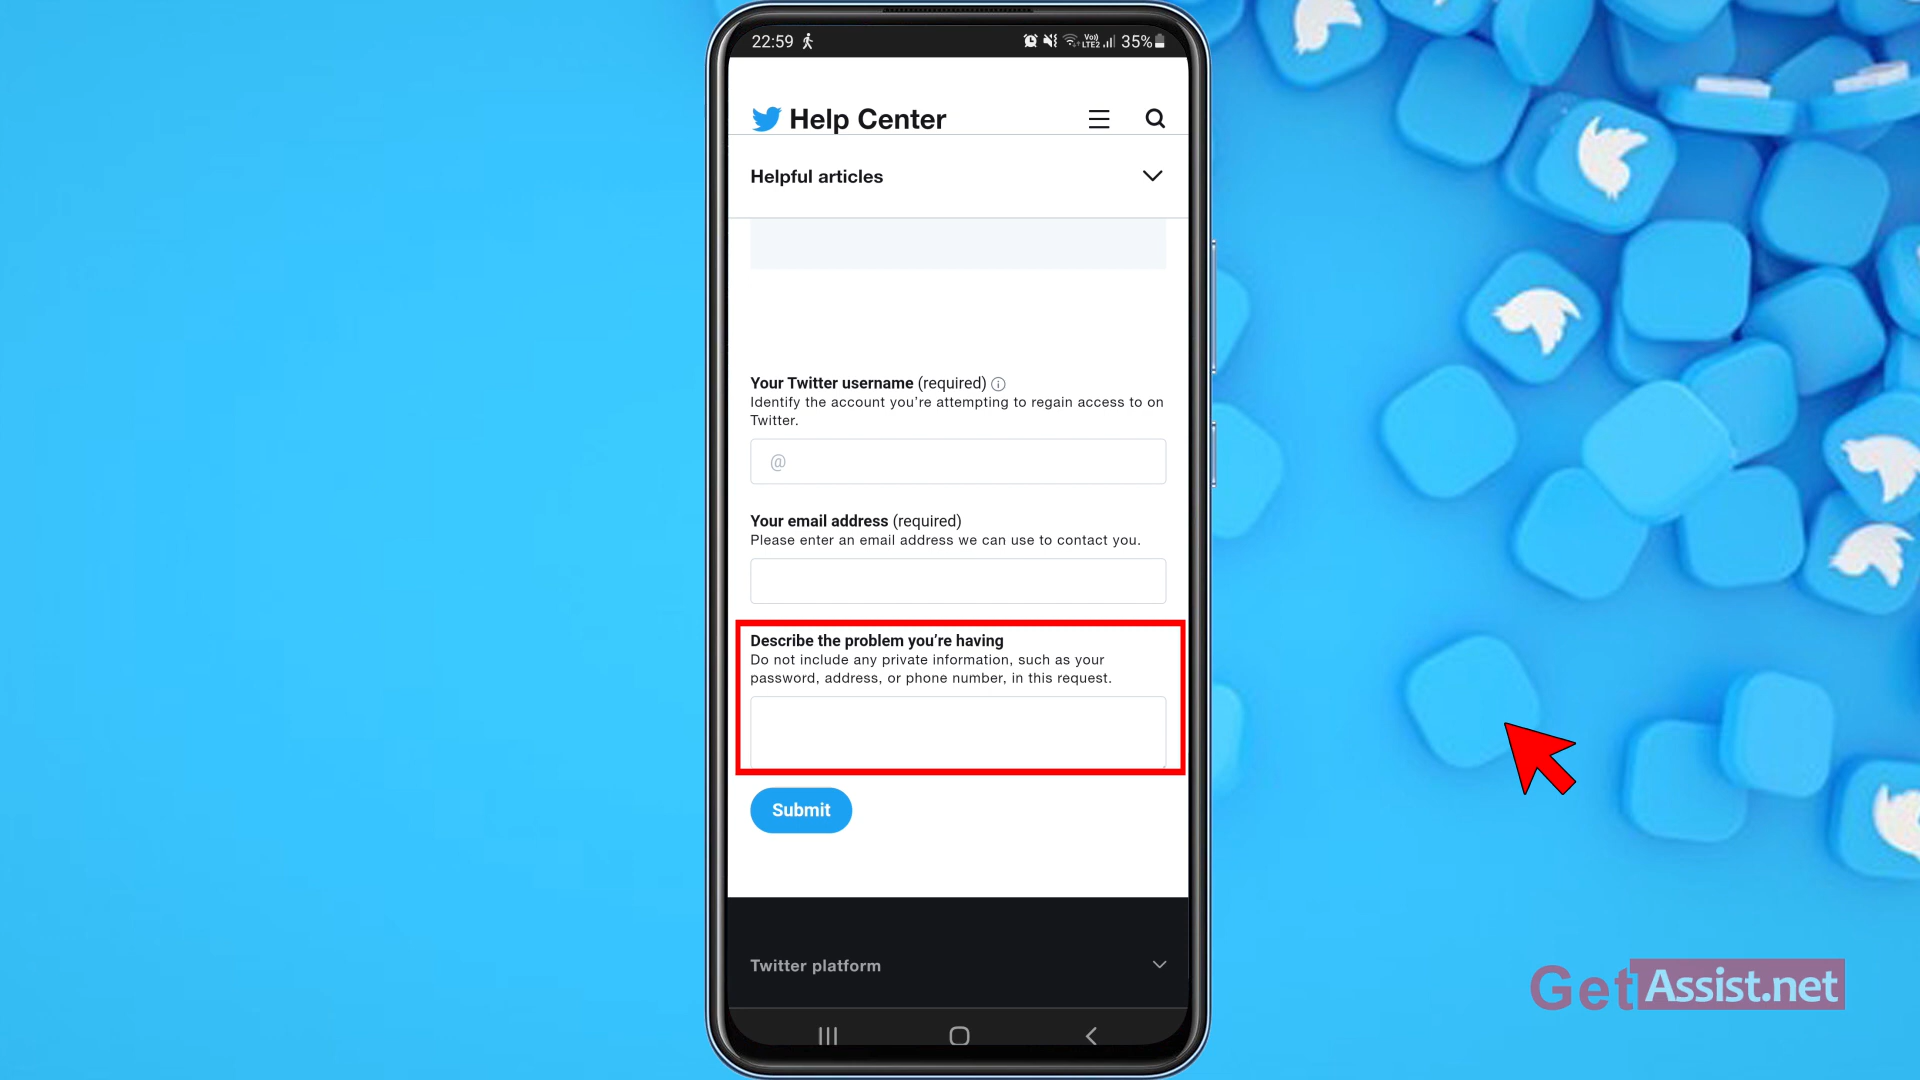 22:59
Vo)) LTE2 35%
Help Center
Helpful articles
Your Twitter username (required)
Identify the account you’re attempting to regain access to on
Twitter.
@
Your email address (required)
Please enter an email address we can use to contact you.
Describe the problem you’re having
Do not include any private information, such as your
password, address, or phone number, in this request.
Submit
Twitter platform
GetAssist.net